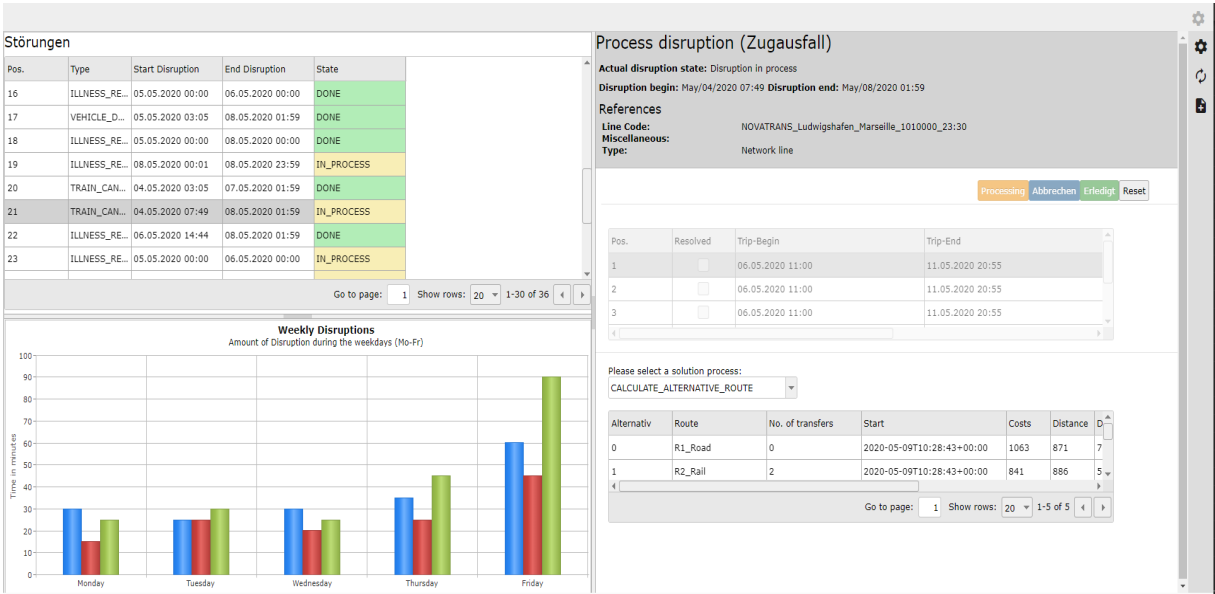 Störungen
Pos. Type Start Disruption End Disruption State
16 ILLNESS_RE... 05.05.2020 00:00 06.05.2020 00:00 DONE
17 VEHICLE_D... 05.05.2020 03:05 08.05.2020 01:59 DONE
18 ILLNESS_RE... 05.05.2020 00:00 08.05.2020 00:00 DONE
19 ILLNESS_RE... 08.05.2020 00:01 08.05.2020 23:59 IN_PROCESS
20 TRAIN_CAN... 04.05.2020 03:05 07.05.2020 01:59 DONE
21 TRAIN_CAN... 04.05.2020 07:49 08.05.2020 01:59 IN_PROCESS
22 ILLNESS_RE... 06.05.2020 14:44 08.05.2020 01:59 DONE
23 ILLNESS_RE... 05.05.2020 00:00 06.05.2020 00:00 IN_PROCESS
Go to page: 1 Show rows: 20 1-30 of 36
Weekly Disruptions
Amount of Disruption during the weekdays (Mo-Fr)
Time in minutes
100
90
80
70
60
50
40
30
20
10
0
Monday Tuesday Wednesday Thursday Friday
Process disruption (Zugausfall)
Actual disruption state: Disruption in process
Disruption begin: May/04/2020 07:49 Disruption end: May/08/2020 01:59
References
Line Code: NOVATRANS_Ludwigshafen_Marseille_1010000_23:30
Miscellaneous:
Type: Network line
Processing Abbrechen Erledigt Reset
Pos. Resolved Trip-Begin Trip-End
1 06.05.2020 11:00 11.05.2020 20:55
2 06.05.2020 11:00 11.05.2020 20:55
3 06.05.2020 11:00 11.05.2020 20:55
Please select a solution process:
CALCULATE_ALTERNATIVE_ROUTE
Alternativ Route No. of transfers Start Costs Distance D
0 R1_Road 0 2020-05-09T10:28:43+00:00 1063 871 7
1 R2_Rail 2 2020-05-09T10:28:43+00:00 841 886 5
Go to page: 1 Show rows: 20 1-5 of 5